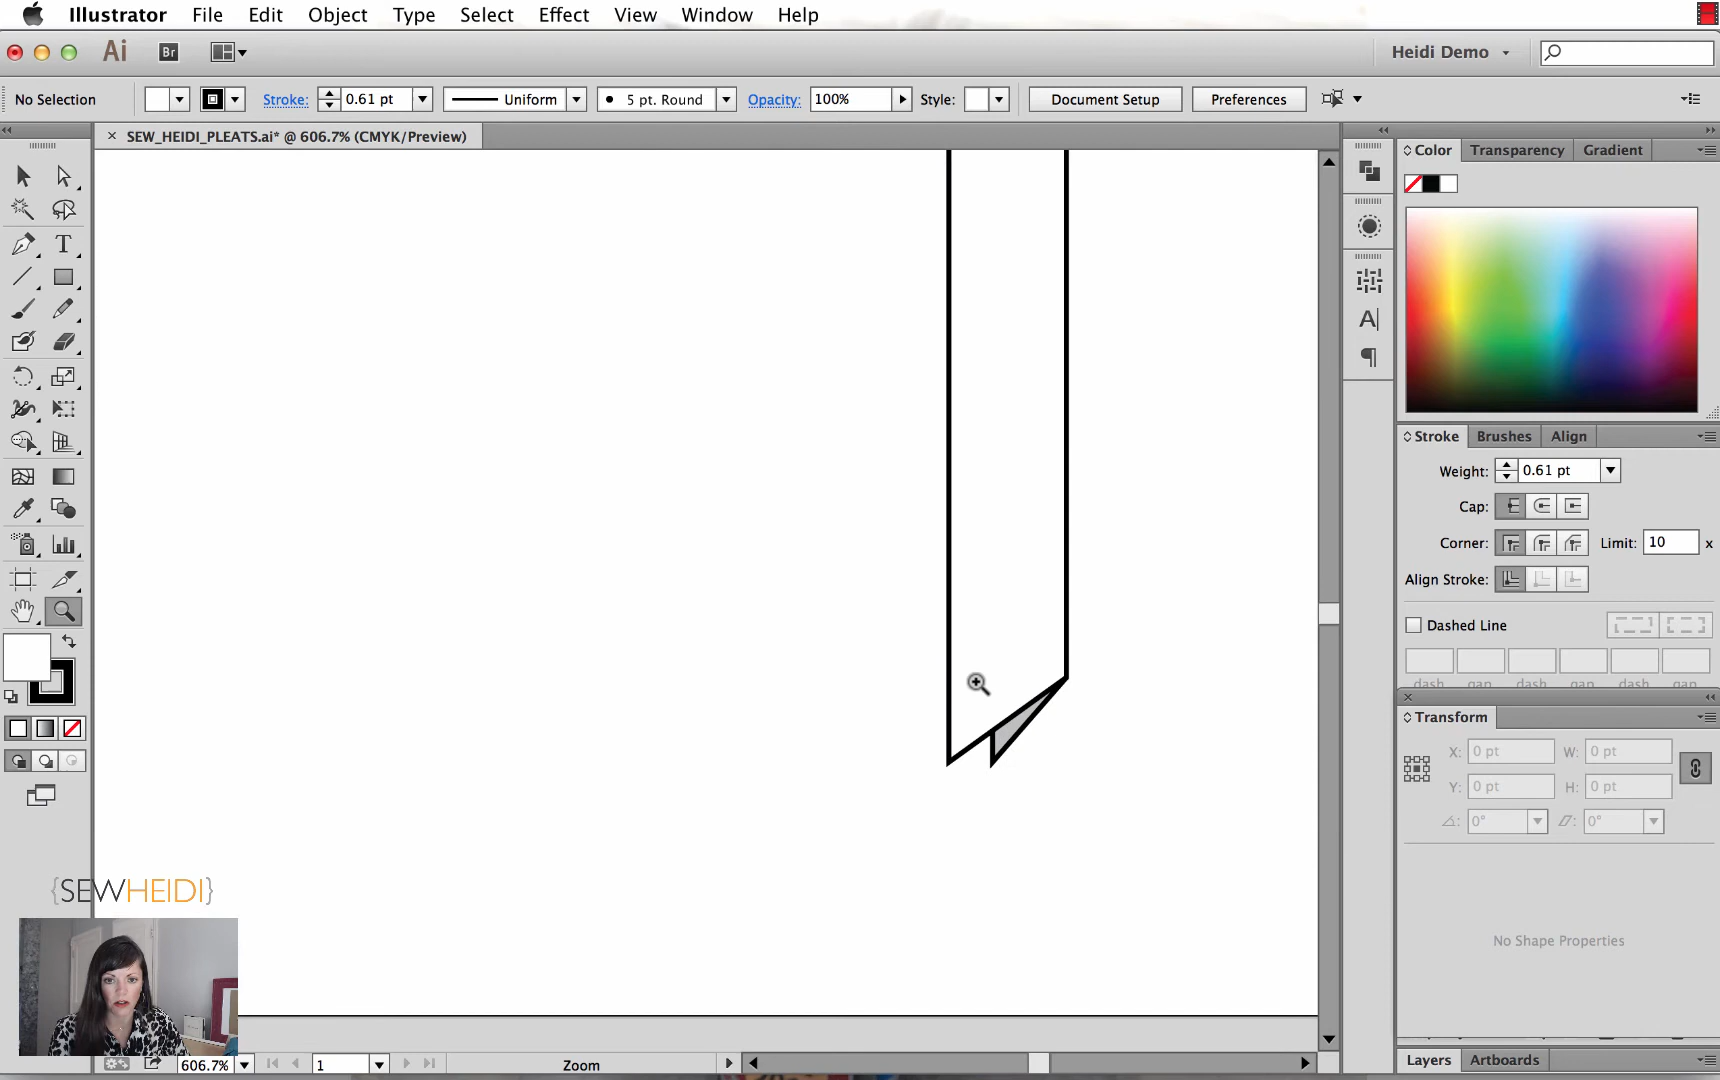 Illustrator File Edit Object Type Select Effect View Window Help
Ai Br Heidi Demo
No Selection Stroke: 0.61 pt Uniform 5 pt. Round Opacity: 100% Style: Document Setup Preferences
× SEW_HEIDI_PLEATS.ai* @ 606.7% (CMYK/Preview)
Color Transparency Gradient
T
A
Stroke Brushes Align
Weight: 0.61 pt
Cap:
Corner: Limit: 10 x
Align Stroke:
Dashed Line
dash gap dash gap dash gap
Transform
X: 0 pt W: 0 pt
Y: 0 pt H: 0 pt
0° 0°
{SEWHEIDI}
No Shape Properties
606.7% 1 Zoom
Layers Artboards